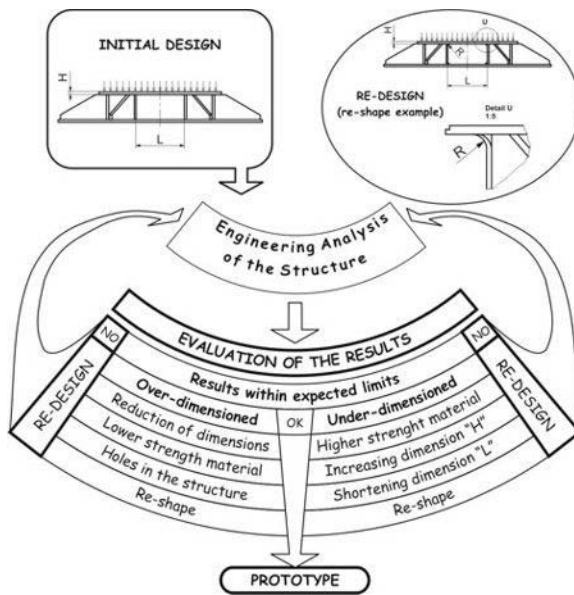 INITIAL DESIGN
H
L
U
H
R
L
RE-DESIGN
(re-shape example)
Detail U
1:5
R
Engineering Analysis
of the Structure
EVALUATION OF THE RESULTS
NO
NO
RE-DESIGN
RE-DESIGN
Results within expected limits
Over-dimensioned
OK
Under-dimensioned
Reduction of dimensions
Higher strenght material
Lower strength material
Increasing dimension "H"
Holes in the structure
Shortening dimension "L"
Re-shape
Re-shape
PROTOTYPE